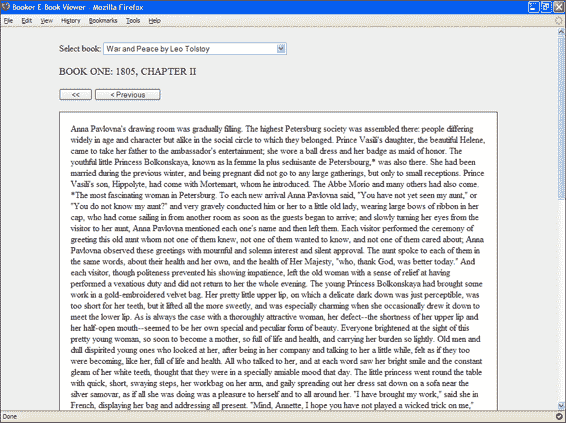 Booker E-Book Viewer - Mozilla Firefox
File Edit View History Bookmarks Tools Help
Select book: War and Peace by Leo Tolstoy
BOOK ONE: 1805, CHAPTER II
<< < Previous
Anna Pavlovna's drawing room was gradually filling. The highest Petersburg society was assembled there: people differing
widely in age and character but alike in the social circle to which they belonged. Prince Vasili's daughter, the beautiful Helene,
came to take her father to the ambassador's entertainment; she wore a ball dress and her badge as maid of honor. The
youthful little Princess Bolkonskaya, known as la femme la plus seduisante de Petersbourg,* was also there. She had been
married during the previous winter, and being pregnant did not go to any large gatherings, but only to small receptions. Prince
Vasili's son, Hippolyte, had come with Mortemart, whom he introduced. The Abbe Morio and many others had also come.
*The most fascinating woman in Petersburg. To each new arrival Anna Pavlovna said, "You have not yet seen my aunt," or
"You do not know my aunt?" and very gravely conducted him or her to a little old lady, wearing large bows of ribbon in her
cap, who had come sailing in from another room as soon as the guests began to arrive; and slowly turning her eyes from the
visitor to her aunt, Anna Pavlovna mentioned each one's name and then left them. Each visitor performed the ceremony of
greeting this old aunt whom not one of them knew, not one of them wanted to know, and not one of them cared about; Anna
Pavlovna observed these greetings with mournful and solemn interest and silent approval. The aunt spoke to each of them in
the same words, about their health and her own, and the health of Her Majesty, "who, thank God, was better today." And
each visitor, though politeness prevented his showing impatience, left the old woman with a sense of relief at having
performed a vexatious duty and did not return to her the whole evening. The young Princess Bolkonskaya had brought some
work in a gold-embroidered velvet bag. Her pretty little upper lip, on which a delicate dark down was just perceptible, was
too short for her teeth, but it lifted all the more sweetly, and was especially charming when she occasionally drew it down to
meet the lower lip. As is always the case with a thoroughly attractive woman, her defect--the shortness of her upper lip and
her half-open mouth--seemed to be her own special and peculiar form of beauty. Everyone brightened at the sight of this
pretty young woman, so soon to become a mother, so full of life and health, and carrying her burden so lightly. Old men and
dull dispirited young ones who looked at her, after being in her company and talking to her a little while, felt as if they too
were becoming, like her, full of life and health. All who talked to her, and at each word saw her bright smile and the constant
gleam of her white teeth, thought that they were in a specially amiable mood that day. The little princess went round the table
with quick, short, swaying steps, her workbag on her arm, and gaily spreading out her dress sat down on a sofa near the
silver samovar, as if all she was doing was a pleasure to herself and to all around her. "I have brought my work," said she in
French, displaying her bag and addressing all present. "Mind, Annette, I hope you have not played a wicked trick on me,"
Done